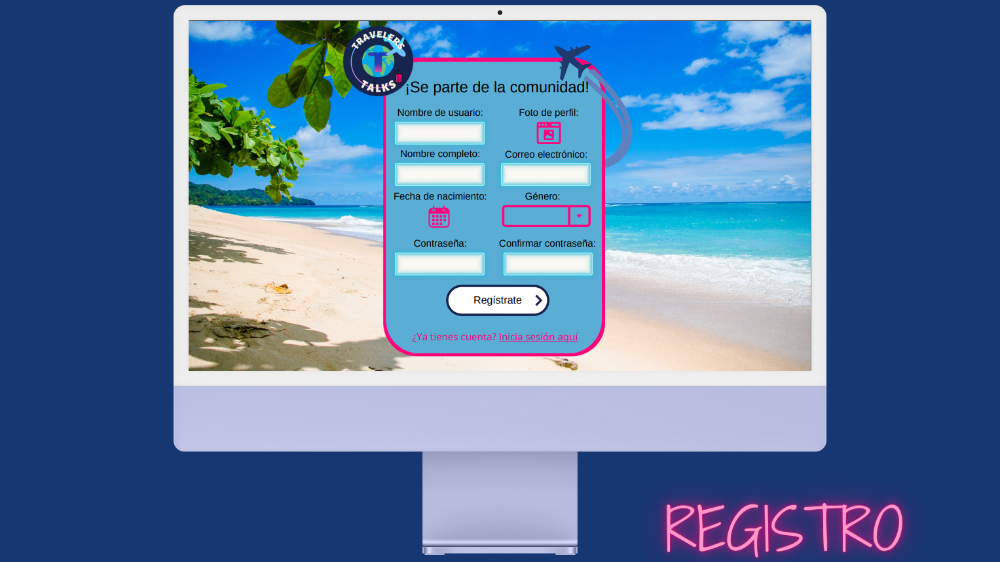 TRAVELERS
T
TALKS
¡Se parte de la comunidad!
Nombre de usuario:
Foto de perfil:
Nombre completo:
Correo electrónico:
Fecha de nacimiento:
Género:
Contraseña:
Confirmar contraseña:
Regístrate
¿Ya tienes cuenta? Inicia sesión aquí
REGISTRO